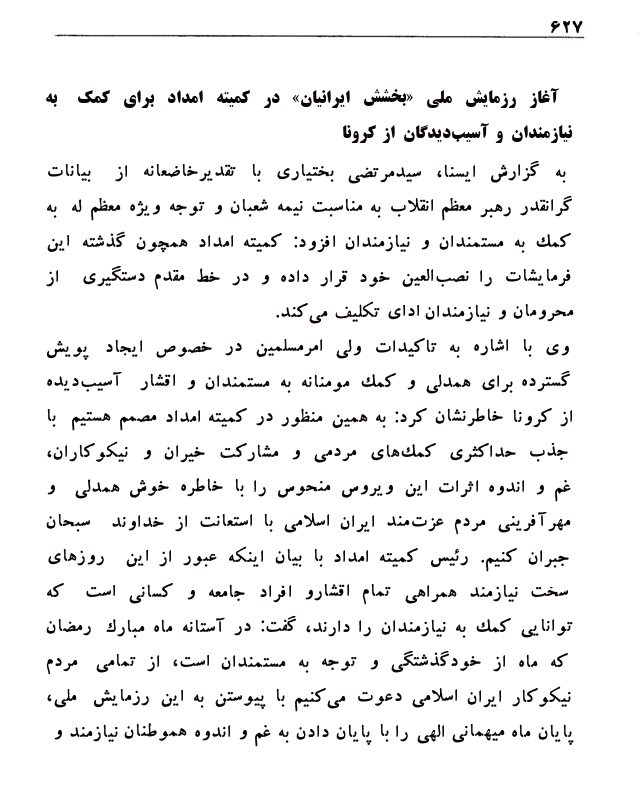 ۶۲۷
آغاز رزمایش ملی «بخشش ایرانیان» در کمیته امداد برای کمک به
نیازمندان و آسیب‌دیدگان از کرونا
به گزارش ایسنا، سیدمرتضی بختیاری با تقدیرخاضعانه از بیانات
گرانقدر رهبر معظم انقلاب به مناسبت نیمه شعبان و توجه ویژه معظم له به
کمك به مستمندان و نیازمندان افزود: کمیته امداد همچون گذشته این
فرمایشات را نصب‌العین خود قرار داده و در خط مقدم دستگیری از
محرومان و نیازمندان ادای تکلیف می‌کند.
وی با اشاره به تاکیدات ولی امرمسلمین در خصوص ایجاد پویش
گسترده برای همدلی و کمك مومنانه به مستمندان و اقشار آسیب‌دیده
از کرونا خاطرنشان کرد: به همین منظور در کمیته امداد مصمم هستیم با
جذب حداکثری کمك‌های مردمی و مشارکت خیران و نیکوکاران،
غم و اندوه اثرات این ویروس منحوس را با خاطره خوش همدلی و
مهرآفرینی مردم عزت‌مند ایران اسلامی با استعانت از خداوند سبحان
جبران کنیم. رئیس کمیته امداد با بیان اینکه عبور از این روزهای
سخت نیازمند همراهی تمام اقشارو افراد جامعه و کسانی است که
توانایی کمك به نیازمندان را دارند، گفت: در آستانه ماه مبارك رمضان
که ماه از خودگذشتگی و توجه به مستمندان است، از تمامی مردم
نیکوکار ایران اسلامی دعوت می‌کنیم با پیوستن به این رزمایش ملی،
پایان ماه میهمانی الهی را با پایان دادن به غم و اندوه هموطنان نیازمند و